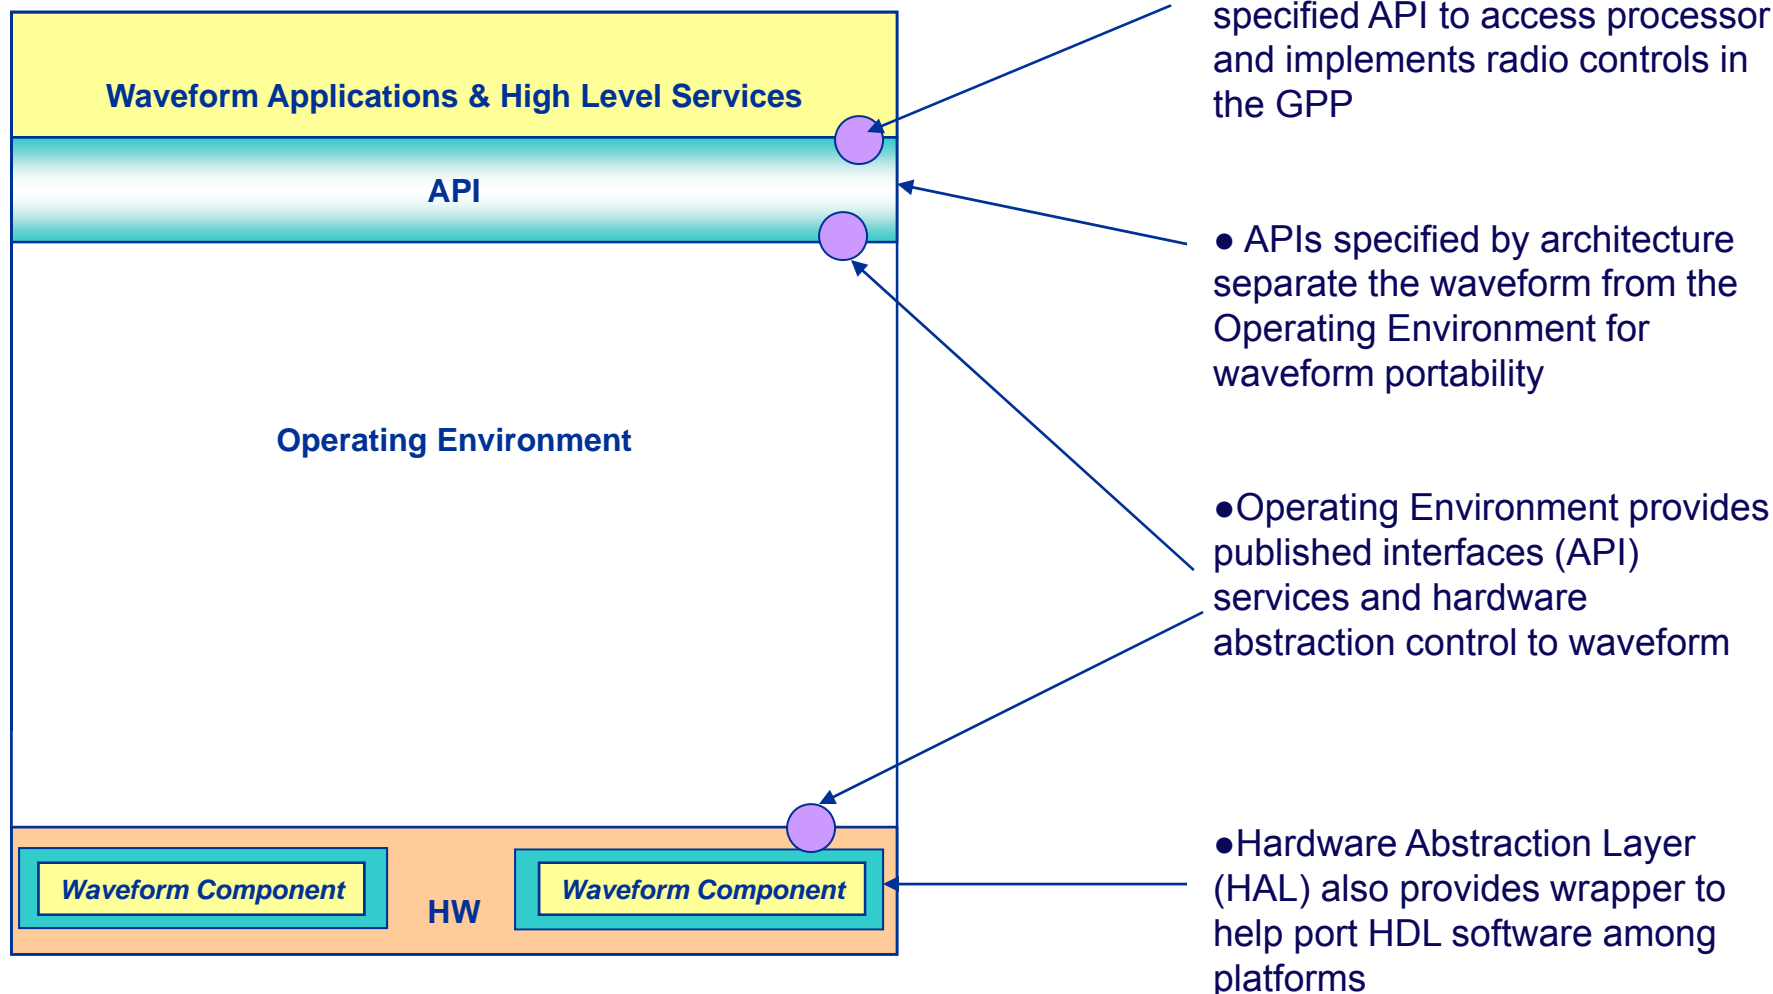 Waveform Applications & High Level Services
API
Operating Environment
Waveform Component
HW
Waveform Component
specified API to access processor
and implements radio controls in
the GPP
● APIs specified by architecture
separate the waveform from the
Operating Environment for
waveform portability
●Operating Environment provides
published interfaces (API)
services and hardware
abstraction control to waveform
●Hardware Abstraction Layer
(HAL) also provides wrapper to
help port HDL software among
platforms